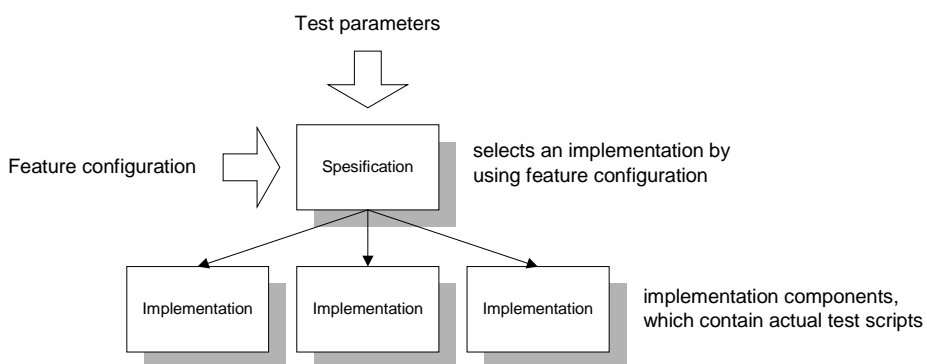 Test parameters
Feature configuration
Spesification
selects an implementation by
using feature configuration
Implementation
Implementation
Implementation
implementation components,
which contain actual test scripts